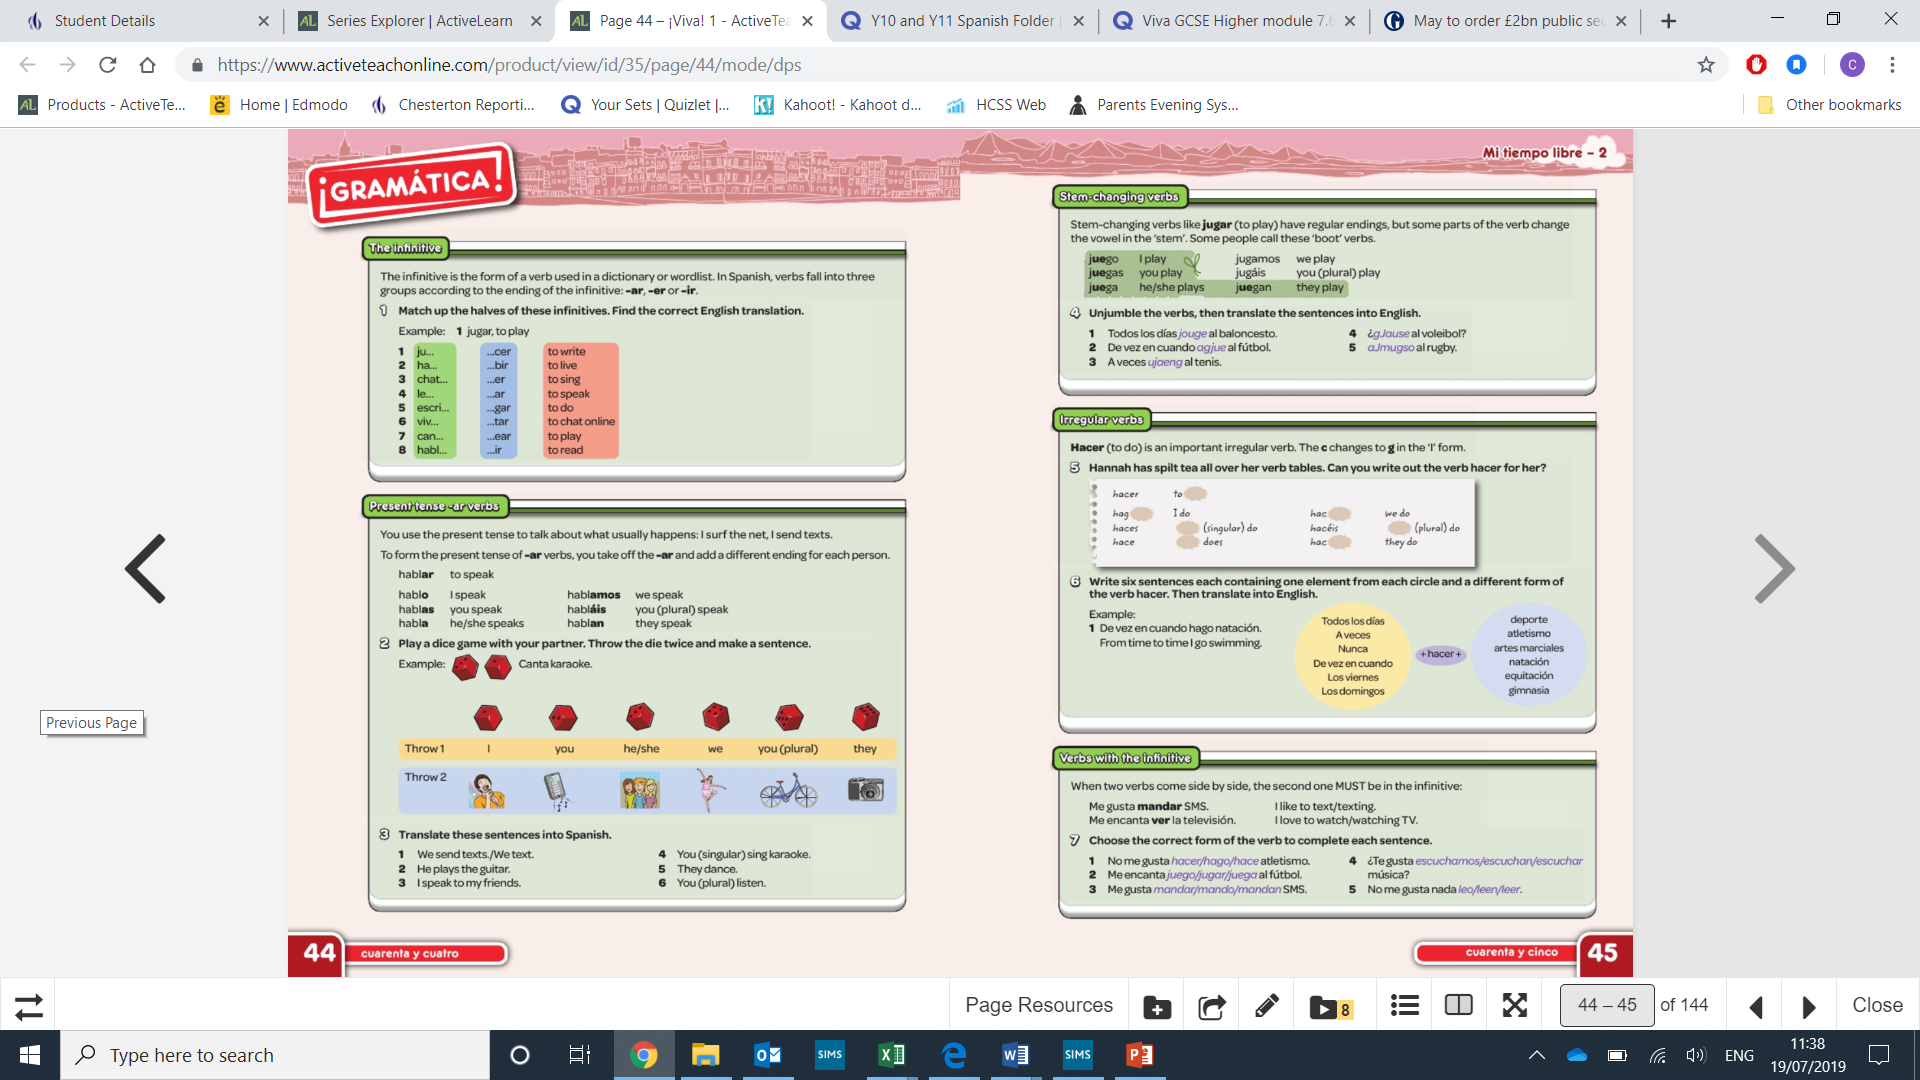 Student Details
Series Explorer | ActiveLearn
Page 44 – ¡Viva! 1 - ActiveTea
Y10 and Y11 Spanish Folder |
Viva GCSE Higher module 7.6
May to order £2bn public sec
https://www.activeteachonline.com/product/view/id/35/page/44/mode/dps
C
Products - ActiveTe...
Home | Edmodo
Chesterton Reporti...
Your Sets | Quizlet |...
Kahoot! - Kahoot d...
HCSS Web
Parents Evening Sys...
Other bookmarks
¡GRAMÁTICA!
The infinitive
The infinitive is the form of a verb used in a dictionary or wordlist. In Spanish, verbs fall into three
groups according to the ending of the infinitive: -ar, -er or -ir.
1 Match up the halves of these infinitives. Find the correct English translation.
Example: 1 jugar, to play
1 ju... ...cer to write
2 ha... ...bir to live
3 chat... ...er to sing
4 le... ...ar to speak
5 escri... ...gar to do
6 viv... ...tar to chat online
7 can... ...ear to play
8 habl... ...ir to read
Present tense -ar verbs
You use the present tense to talk about what usually happens: I surf the net, I send texts.
To form the present tense of -ar verbs, you take off the -ar and add a different ending for each person.
hablar to speak
hablo I speak hablamos we speak
hablas you speak habláis you (plural) speak
habla he/she speaks hablan they speak
2 Play a dice game with your partner. Throw the die twice and make a sentence.
Example: Canta karaoke.
Throw 1 I you he/she we you (plural) they
Throw 2
3 Translate these sentences into Spanish.
1 We send texts./We text. 4 You (singular) sing karaoke.
2 He plays the guitar. 5 They dance.
3 I speak to my friends. 6 You (plural) listen.
44 cuarenta y cuatro
Mi tiempo libre – 2
Stem-changing verbs
Stem-changing verbs like jugar (to play) have regular endings, but some parts of the verb change
the vowel in the 'stem'. Some people call these 'boot' verbs.
juego I play jugamos we play
juegas you play jugáis you (plural) play
juega he/she plays juegan they play
4 Unjumble the verbs, then translate the sentences into English.
1 Todos los días jouge al baloncesto. 4 ¿gJause al voleibol?
2 De vez en cuando agjue al fútbol. 5 aJmugso al rugby.
3 A veces ujaeng al tenis.
Irregular verbs
Hacer (to do) is an important irregular verb. The c changes to g in the 'I' form.
5 Hannah has spilt tea all over her verb tables. Can you write out the verb hacer for her?
hacer to
hag I do hac we do
haces (singular) do hacéis (plural) do
hace does hac they do
6 Write six sentences each containing one element from each circle and a different form of
the verb hacer. Then translate into English.
Example:
1 De vez en cuando hago natación.
From time to time I go swimming.
Todos los días
A veces
Nunca
De vez en cuando
Los viernes
Los domingos
+ hacer +
deporte
atletismo
artes marciales
natación
equitación
gimnasia
Verbs with the infinitive
When two verbs come side by side, the second one MUST be in the infinitive:
Me gusta mandar SMS. I like to text/texting.
Me encanta ver la televisión. I love to watch/watching TV.
7 Choose the correct form of the verb to complete each sentence.
1 No me gusta hacer/hago/hace atletismo. 4 ¿Te gusta escuchamos/escuchan/escuchar
2 Me encanta juego/jugar/juega al fútbol. música?
3 Me gusta mandar/mando/mandan SMS. 5 No me gusta nada leo/leen/leer.
cuarenta y cinco 45
Previous Page
Page Resources
8
44 – 45
of 144
Close
Type here to search
SIMS
SIMS
ENG
11:38
19/07/2019